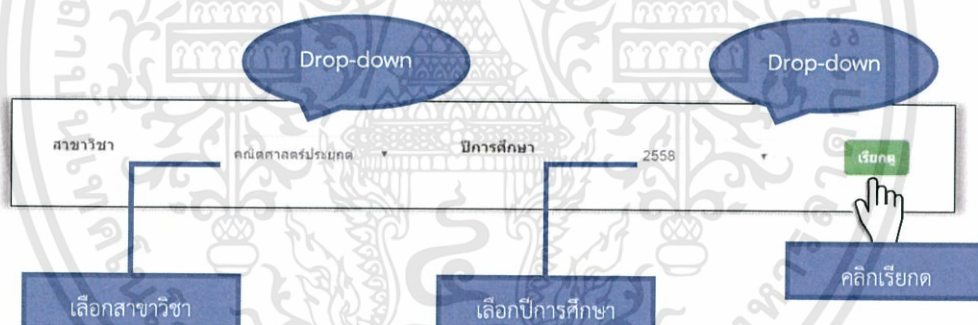 Drop-down
Drop-down
สาขาวิชา
คณิตศาสตร์ประยุกต์
ปีการศึกษา
2558
เรียกดู
คลิกเรียกด
เลือกสาขาวิชา
เลือกปีการศึกษา